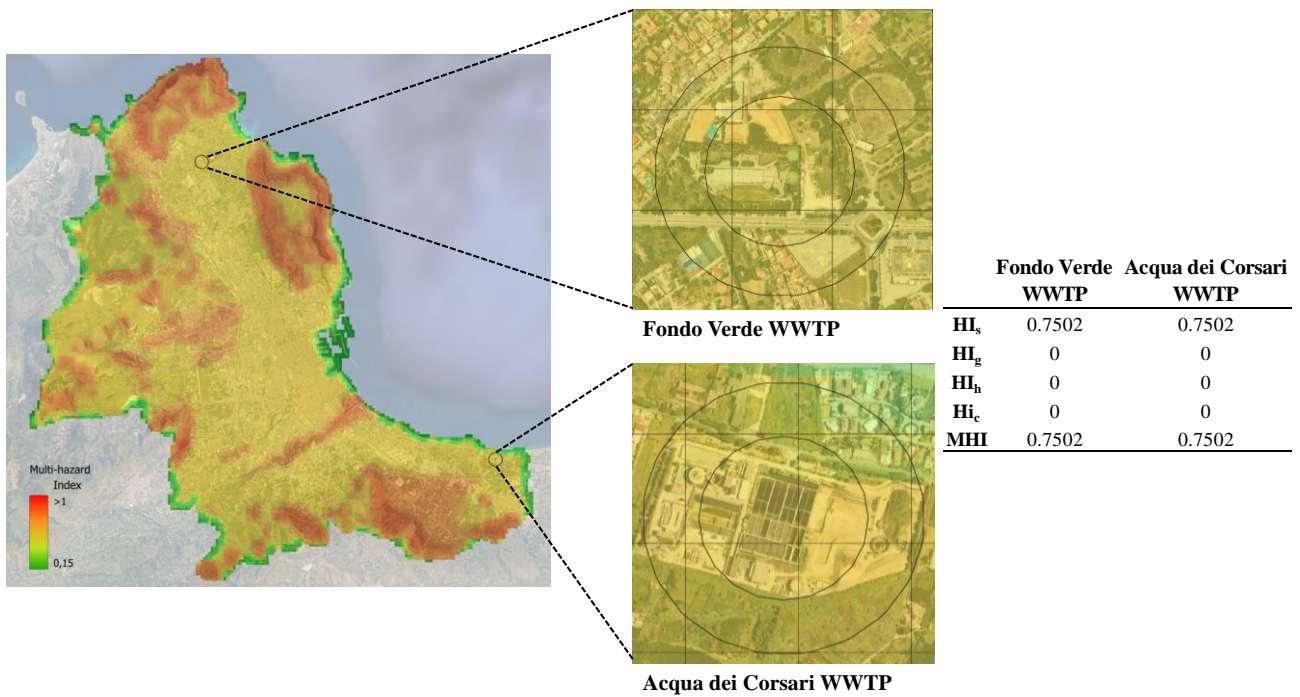 Multi-hazard
Index
>1
0,15
Fondo Verde WWTP
Acqua dei Corsari WWTP
Fondo Verde Acqua dei Corsari
WWTP WWTP
HIs 0.7502 0.7502
HIg 0 0
HIh 0 0
Hic 0 0
MHI 0.7502 0.7502